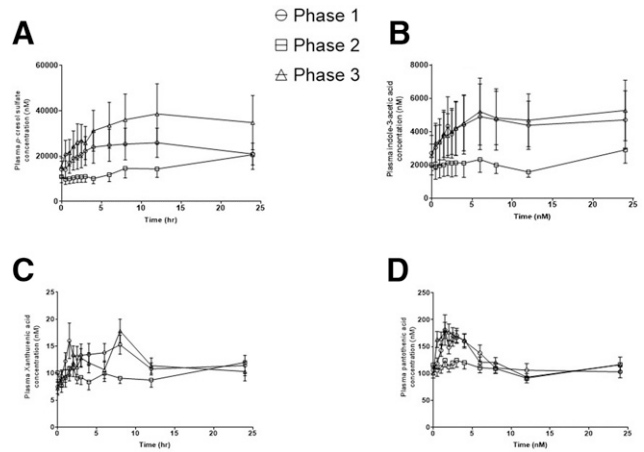 Phase 1
Phase 2
Phase 3
A
Plasma p-cresol sulfate
concentration (nM)
60000
40000
20000
0
0 5 10 15 20 25
Time (hr)
B
Plasma indole-3-acetic acid
concentration (nM)
8000
6000
4000
2000
0
0 5 10 15 20 25
Time (nM)
C
Plasma Xanthurenic acid
concentration (nM)
25
20
15
10
5
0
0 5 10 15 20 25
Time (hr)
D
Plasma pantothenic acid
concentration (nM)
250
200
150
100
50
0
0 5 10 15 20 25
Time (nM)